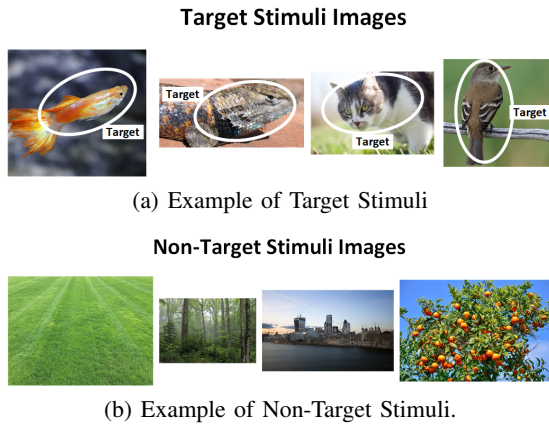 Target Stimuli Images
Target
Target
Target
Target
(a) Example of Target Stimuli
Non-Target Stimuli Images
(b) Example of Non-Target Stimuli.